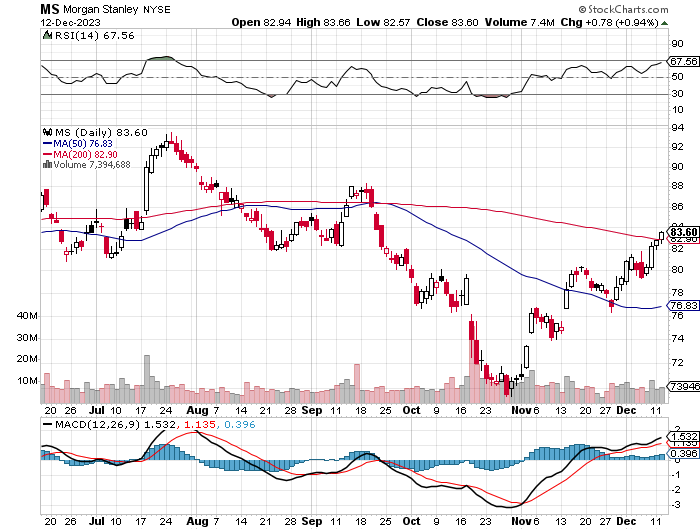 MS Morgan Stanley NYSE © StockCharts.com
12-Dec-2023 Open 82.94 High 83.66 Low 82.57 Close 83.60 Volume 7.4M Chg +0.78 (+0.94%)
RSI(14) 67.56
90
67.56
50
30
10
MS (Daily) 83.60
MA(50) 76.83
MA(200) 82.90
Volume 7,394,688
94
92
90
88
86
84
83.60
82.90
80
78
76.83
76
74
72
73946
40M
30M
20M
10M
20 26 Jul 10 17 24 Aug 7 14 21 28 Sep 11 18 25 Oct 9 16 23 Nov 6 13 20 27 Dec 11
MACD(12,26,9) 1.532, 1.135, 0.396
2
1.532
1.135
0.396
0
-1
-2
-3
20 26 Jul 10 17 24 Aug 7 14 21 28 Sep 11 18 25 Oct 9 16 23 Nov 6 13 20 27 Dec 11